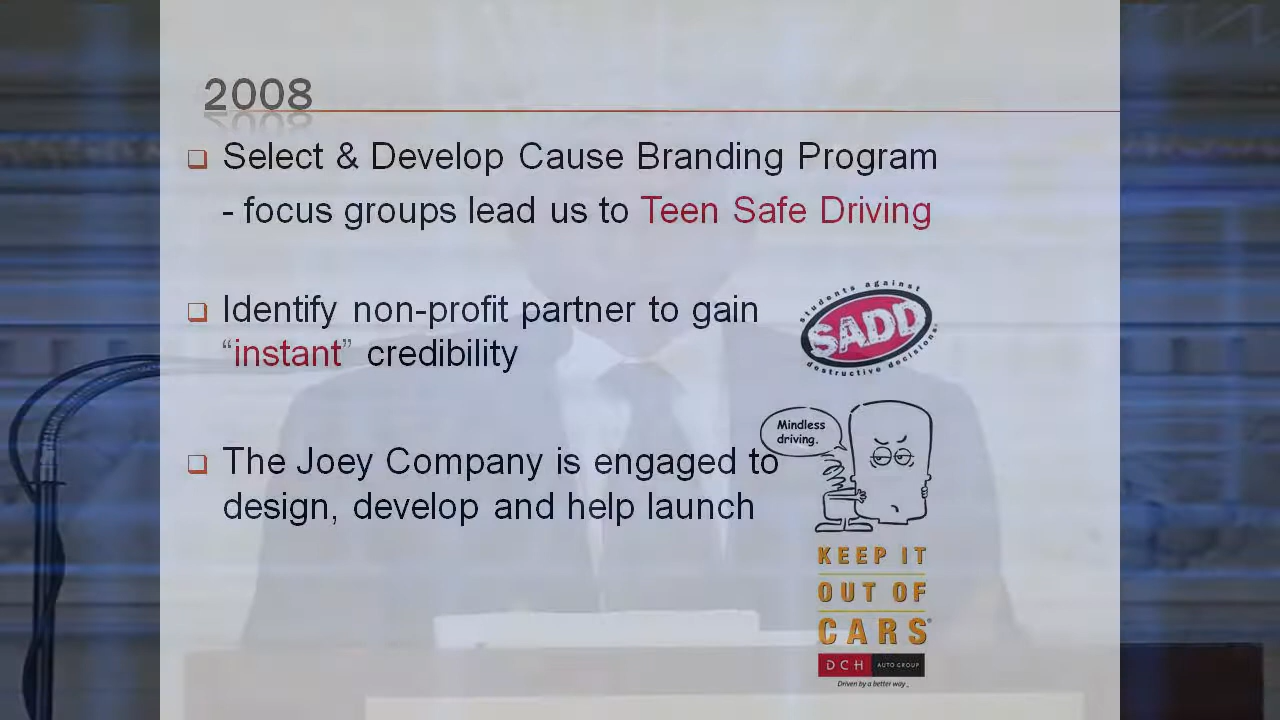 2008
Select & Develop Cause Branding Program
- focus groups lead us to Teen Safe Driving
Identify non-profit partner to gain
“instant” credibility
students against
SADD
destructive decisions
The Joey Company is engaged to
design, develop and help launch
Mindless
driving.
KEEP IT
OUT OF
CARS®
DCH AUTO GROUP
Driven by a better way